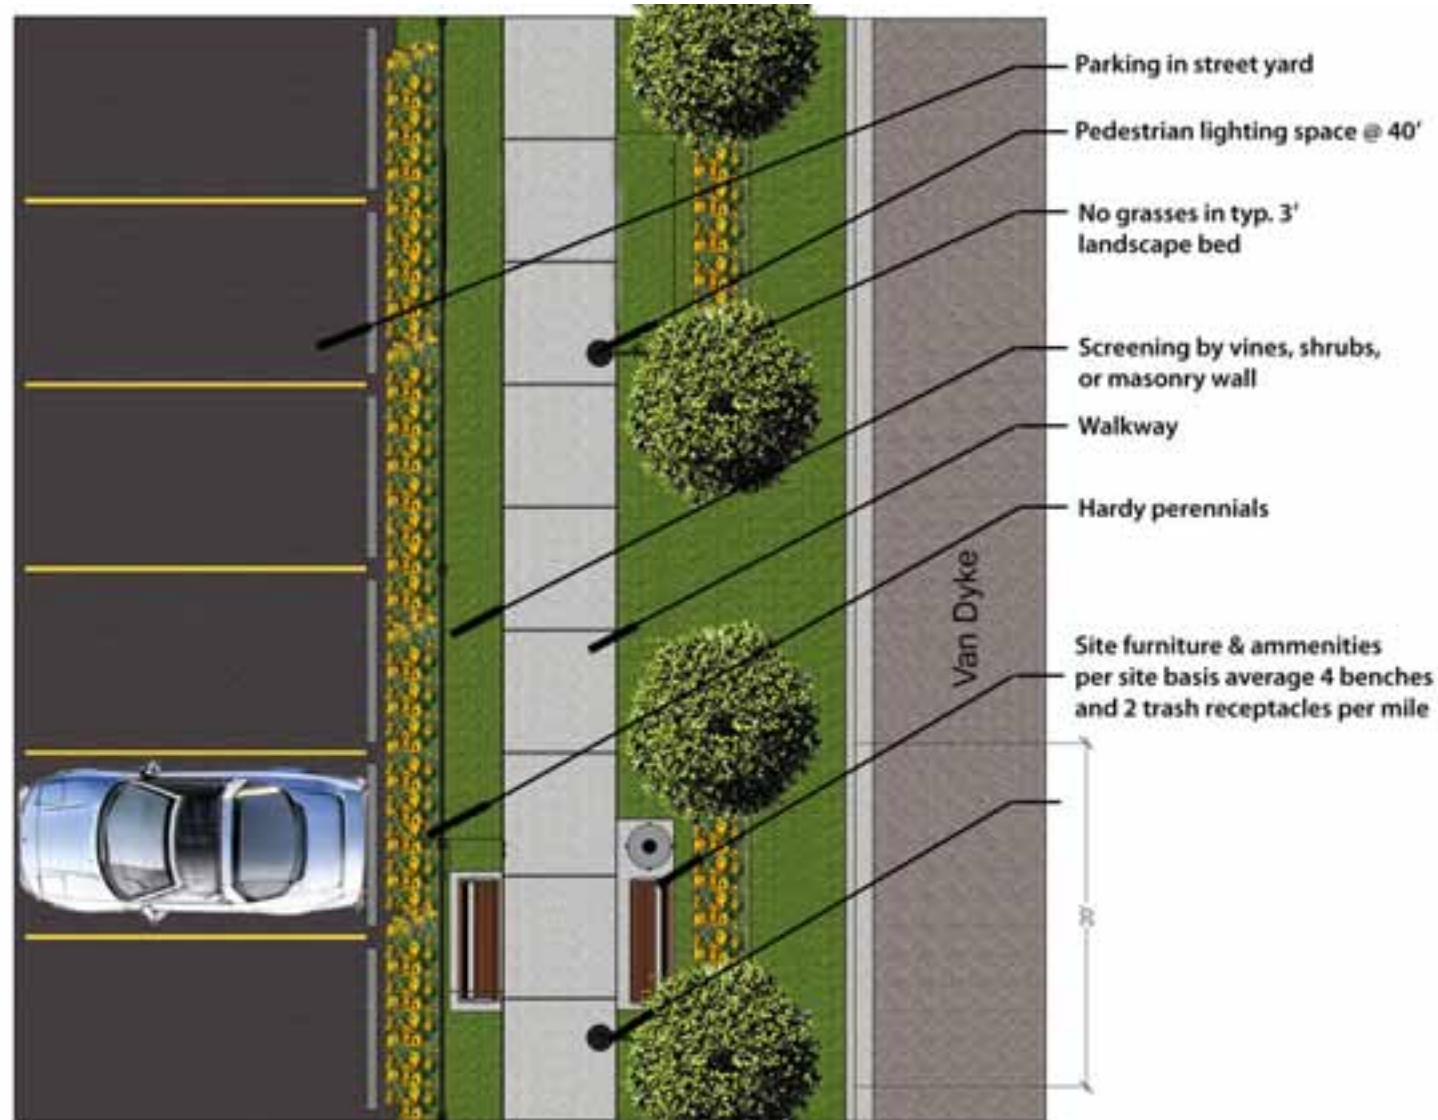 Parking in street yard
Pedestrian lighting space @ 40'
No grasses in typ. 3'
landscape bed
Screening by vines, shrubs,
or masonry wall
Walkway
Hardy perennials
Van Dyke
Site furniture & ammenities
per site basis average 4 benches
and 2 trash receptacles per mile